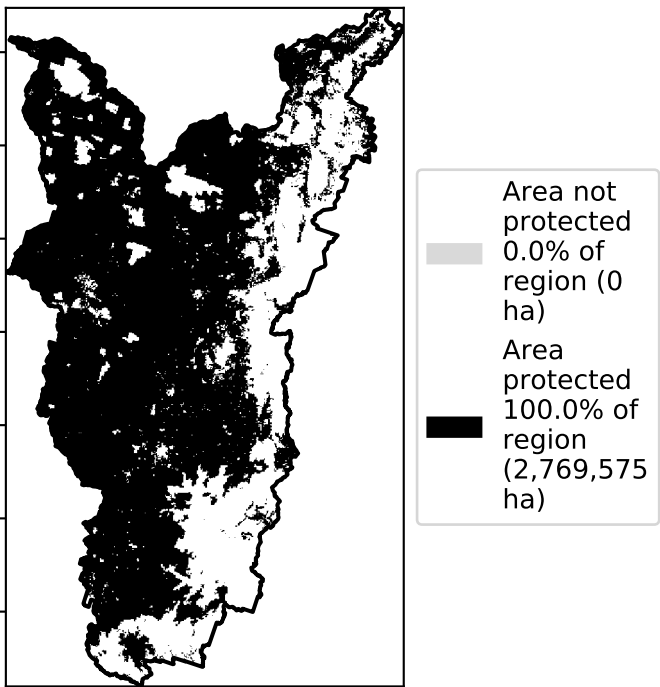 Area not
protected
0.0% of
region (0
ha)
Area
protected
100.0% of
region
(2,769,575
ha)